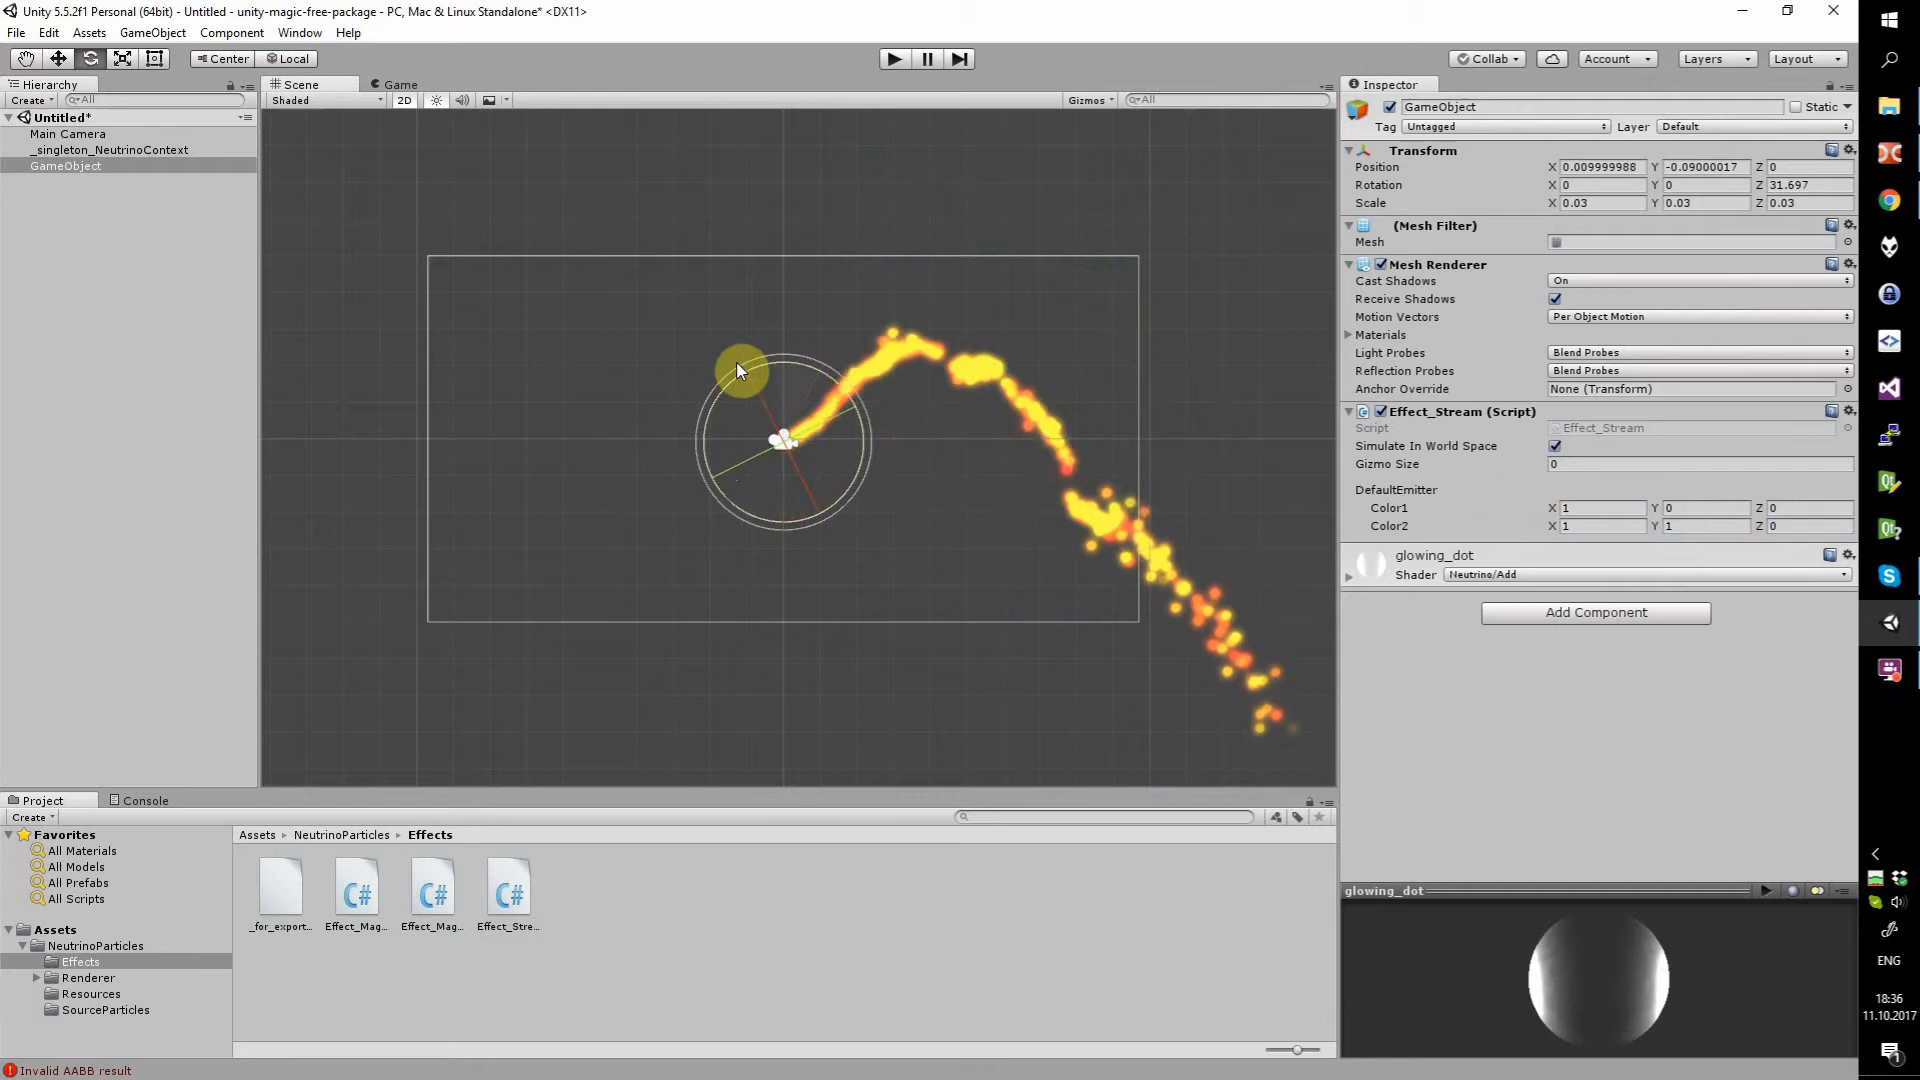 Unity 5.5.2f1 Personal (64bit) - Untitled - unity-magic-free-package - PC, Mac & Linux Standalone* <DX11>
File Edit Assets GameObject Component Window Help
Center Local Collab Account Layers Layout
Hierarchy Scene Game Inspector
Create All Shaded 2D Gizmos All GameObject Static
Untitled* Tag Untagged Layer Default
Main Camera
_singleton_NeutrinoContext
GameObject
Transform
Position X 0.009999988 Y -0.09000017 Z 0
Rotation X 0 Y 0 Z 31.697
Scale X 0.03 Y 0.03 Z 0.03
(Mesh Filter)
Mesh
Mesh Renderer
Cast Shadows On
Receive Shadows
Motion Vectors Per Object Motion
Materials
Light Probes Blend Probes
Reflection Probes Blend Probes
Anchor Override None (Transform)
Effect_Stream (Script)
Script Effect_Stream
Simulate In World Space
Gizmo Size 0
DefaultEmitter
Color1 X 1 Y 0 Z 0
Color2 X 1 Y 1 Z 0
glowing_dot
Shader Neutrino/Add
Add Component
Project Console
Create
Favorites Assets NeutrinoParticles Effects
All Materials
All Models
All Prefabs
All Scripts
_for_export... Effect_Mag... Effect_Mag... Effect_Stre...
Assets
NeutrinoParticles
Effects
Renderer
Resources
SourceParticles
glowing_dot
ENG
18:36
11.10.2017
1
Invalid AABB result